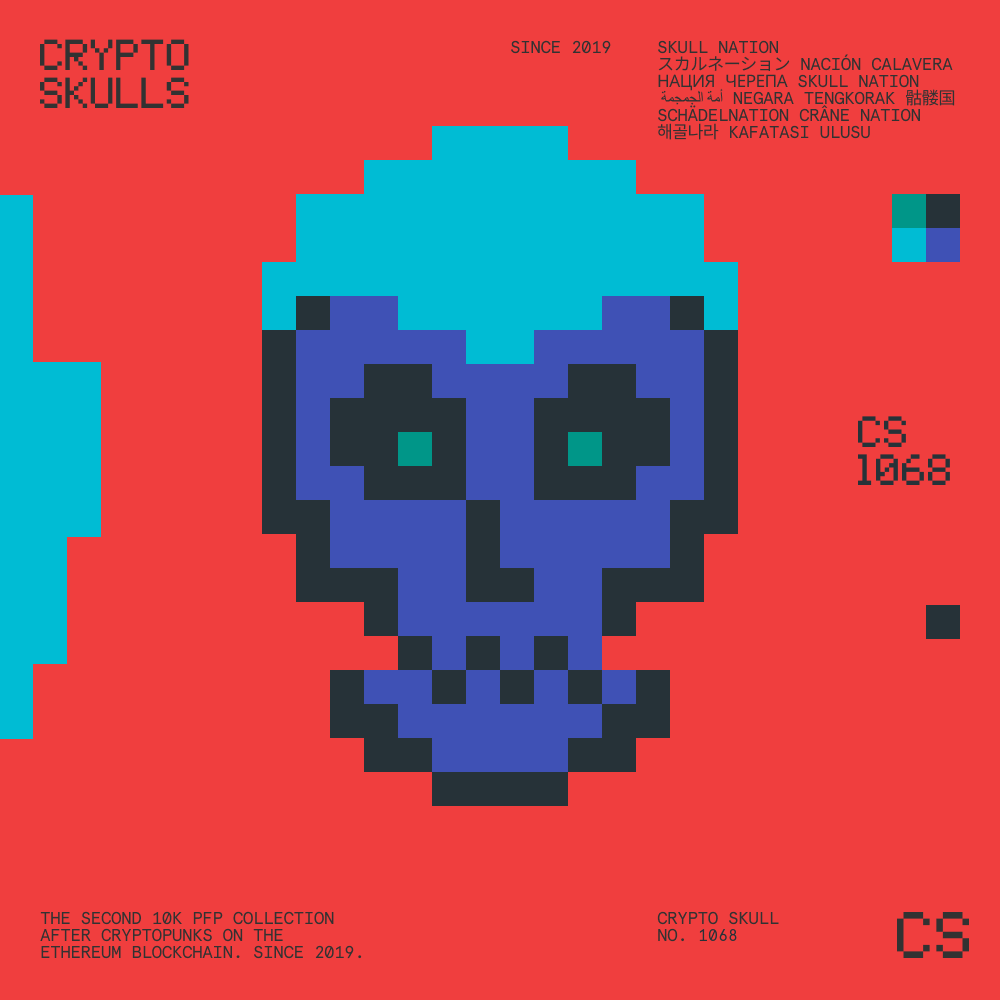 CRYPTO
SKULLS
SINCE 2019
SKULL NATION
スカルネーション NACIÓN CALAVERA
НАЦИЯ ЧЕРЕПА SKULL NATION
أمة الجمجمة NEGARA TENGKORAK 骷髅国
SCHÄDELNATION CRÂNE NATION
해골나라 KAFATASI ULUSU
CS
1068
THE SECOND 10K PFP COLLECTION
AFTER CRYPTOPUNKS ON THE
ETHEREUM BLOCKCHAIN. SINCE 2019.
CRYPTO SKULL
NO. 1068
CS